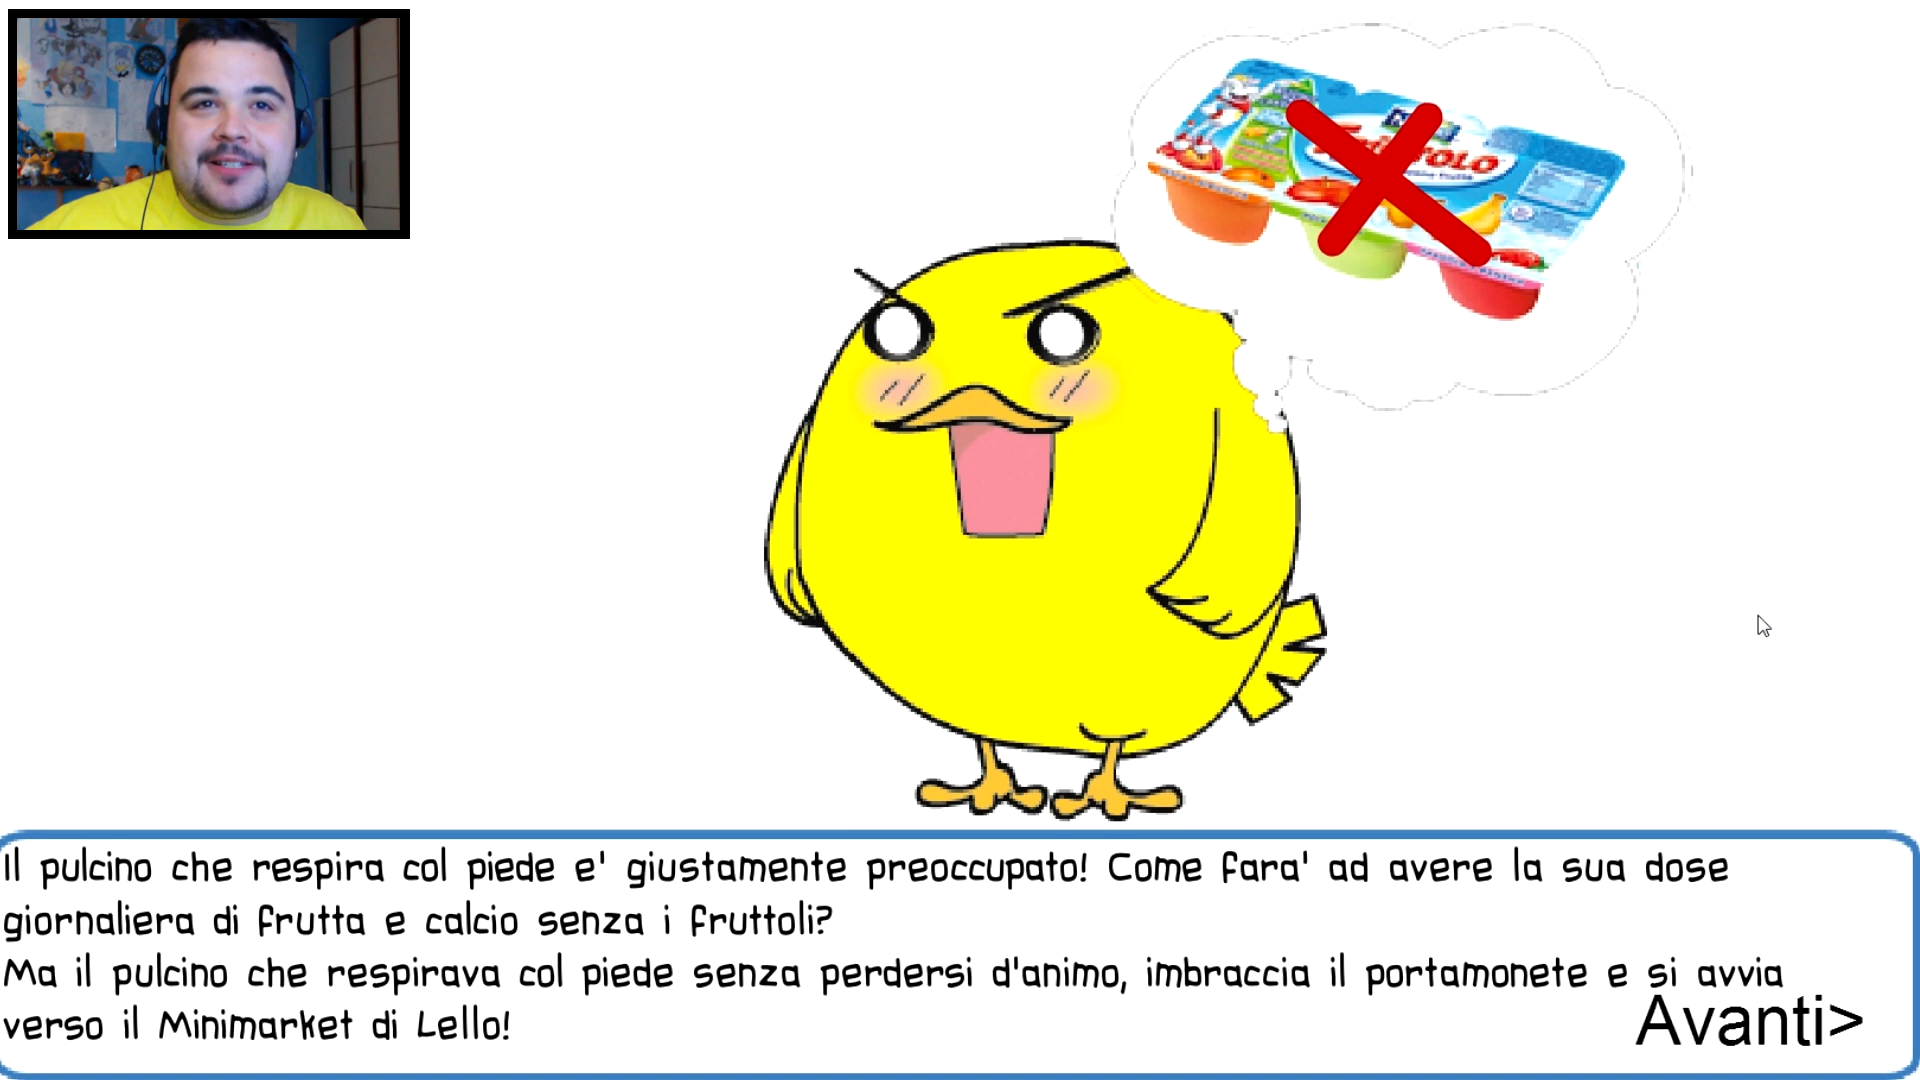 Il pulcino che respira col piede e' giustamente preoccupato! Come fara' ad avere la sua dose
giornaliera di frutta e calcio senza i fruttoli?
Ma il pulcino che respirava col piede senza perdersi d'animo, imbraccia il portamonete e si avvia
verso il Minimarket di Lello!
Avanti>